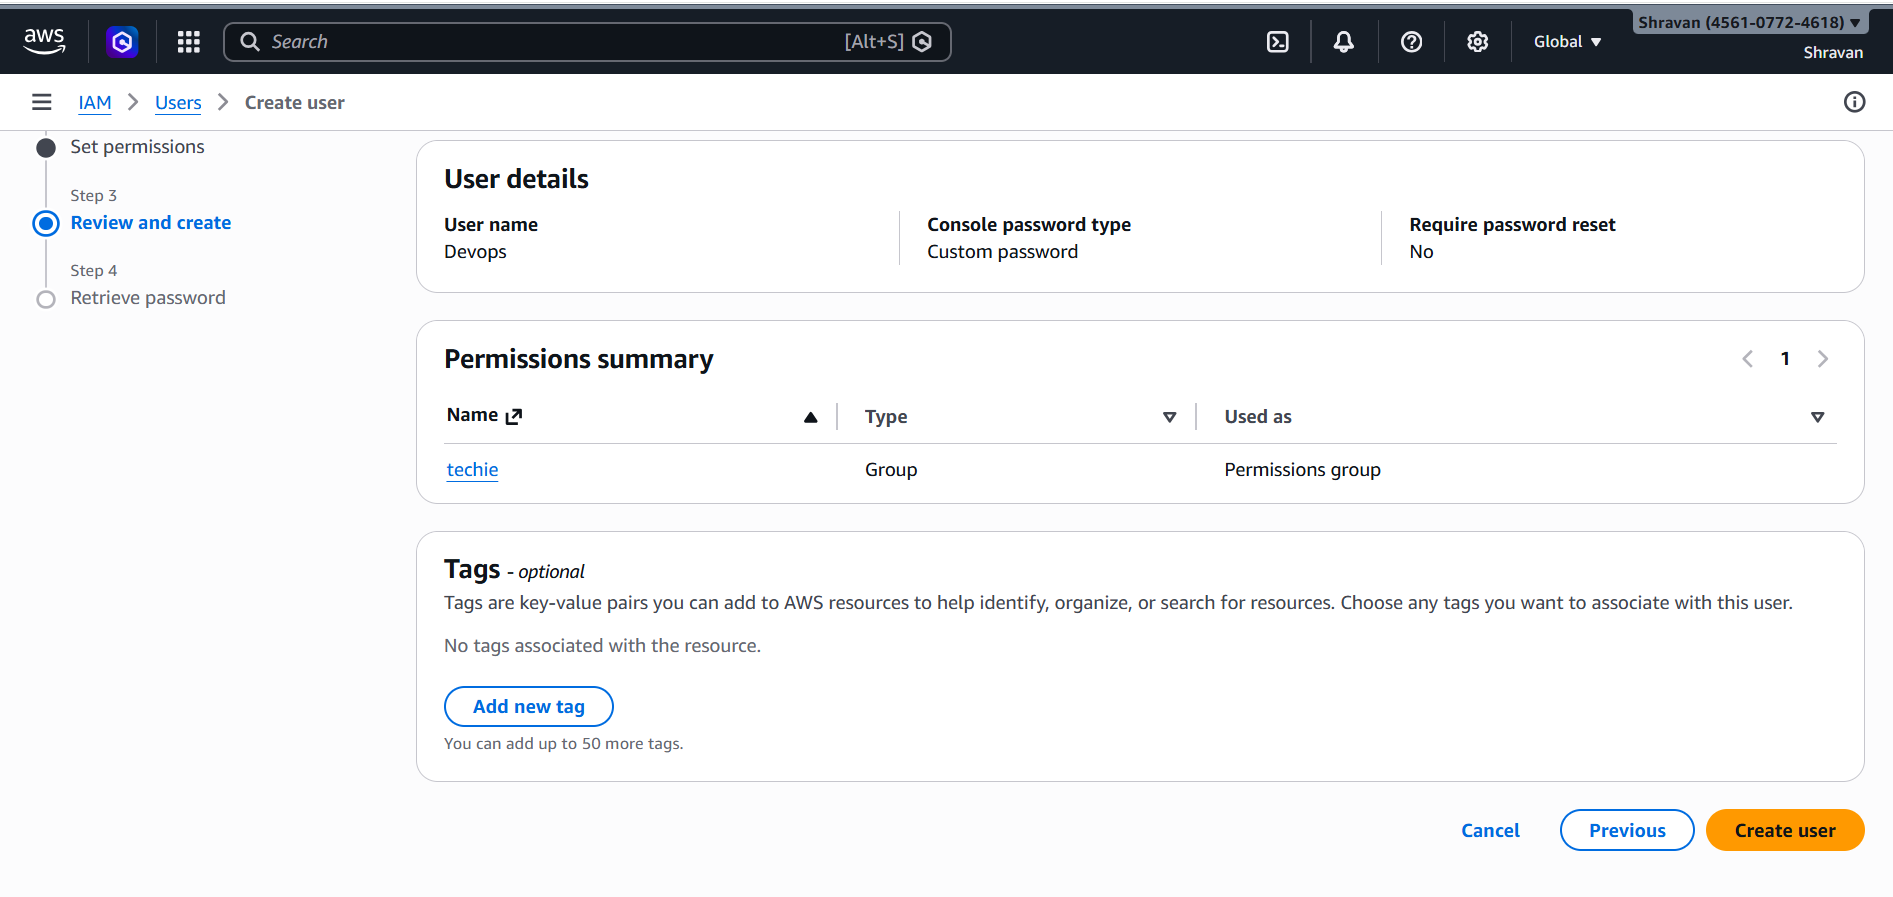 aws
Search [Alt+S]
Global
Shravan (4561-0772-4618)
Shravan
IAM Users Create user
Set permissions
Step 3
Review and create
Step 4
Retrieve password
User details
User name
Devops
Console password type
Custom password
Require password reset
No
Permissions summary
1
Name Type Used as
techie Group Permissions group
Tags - optional
Tags are key-value pairs you can add to AWS resources to help identify, organize, or search for resources. Choose any tags you want to associate with this user.
No tags associated with the resource.
Add new tag
You can add up to 50 more tags.
Cancel Previous Create user